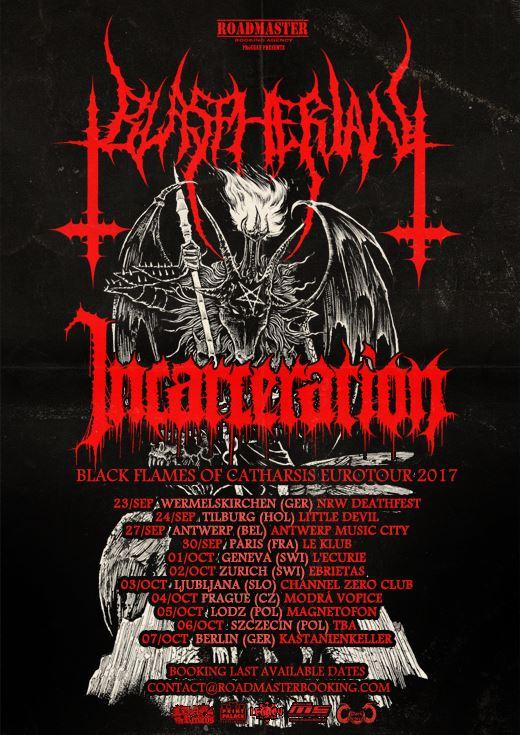 ROADMASTER
BOOKING AGENCY
PROUDLY PRESENTS
BLASPHERIAN
Incarceration
BLACK FLAMES OF CATHARSIS EUROTOUR 2017
23/SEP WERMELSKIRCHEN (GER) NRW DEATHFEST
24/SEP TILBURG (HOL) LITTLE DEVIL
27/SEP ANTWERP (BEL) ANTWERP MUSIC CITY
30/SEP PARIS (FRA) LE KLUB
01/OCT GENEVA (SWI) L'ECURIE
02/OCT ZURICH (SWI) EBRIETAS
03/OCT LJUBLJANA (SLO) CHANNEL ZERO CLUB
04/OCT PRAGUE (CZ) MODRÁ VOPICE
05/OCT LODZ (POL) MAGNETOFON
06/OCT SZCZECIN (POL) TBA
07/OCT BERLIN (GER) KASTANIENKELLER
BOOKING LAST AVAILABLE DATES
CONTACT@ROADMASTERBOOKING.COM